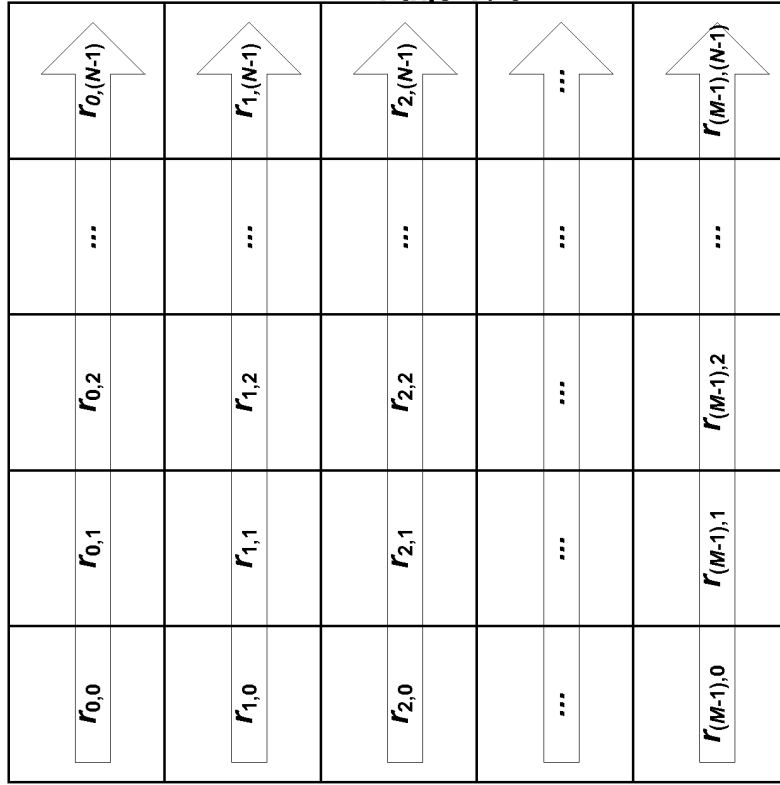 r0,0 r0,1 r0,2 ... r0,(N-1)
r1,0 r1,1 r1,2 ... r1,(N-1)
r2,0 r2,1 r2,2 ... r2,(N-1)
... ... ... ... ...
r(M-1),0 r(M-1),1 r(M-1),2 ... r(M-1),(N-1)